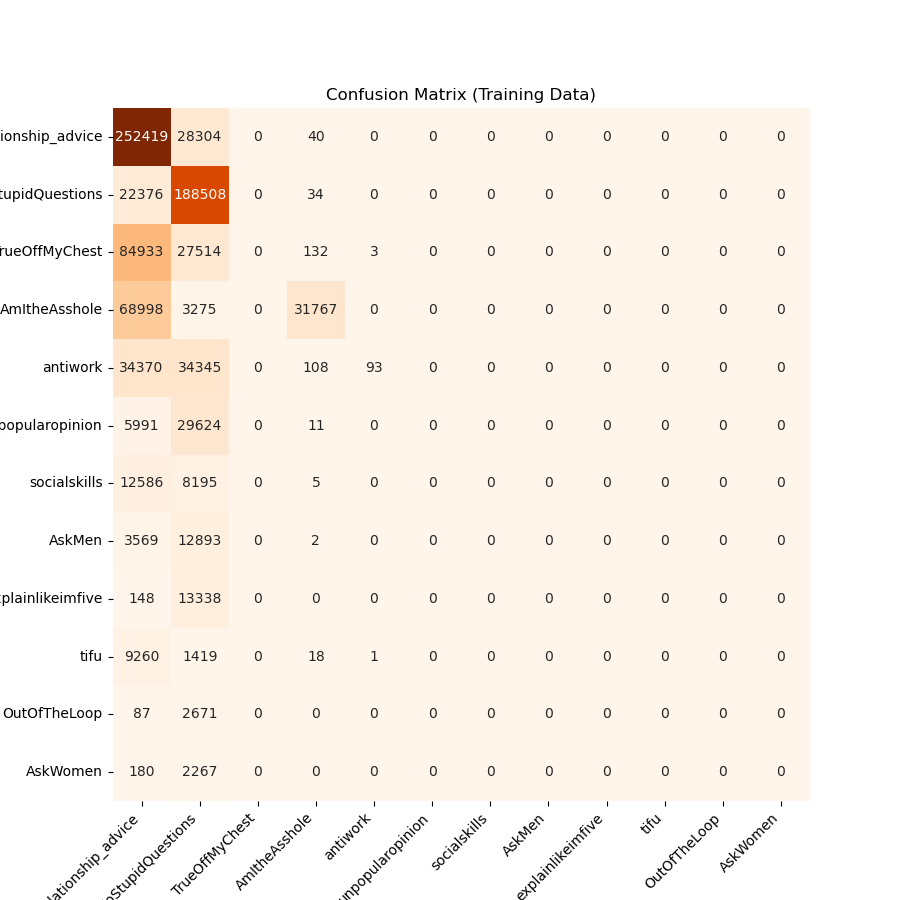 Confusion Matrix (Training Data)
ionship_advice 252419 28304 0 40 0 0 0 0 0 0 0 0
tupidQuestions 22376 188508 0 34 0 0 0 0 0 0 0 0
rueOffMyChest 84933 27514 0 132 3 0 0 0 0 0 0 0
AmItheAsshole 68998 3275 0 31767 0 0 0 0 0 0 0 0
antiwork 34370 34345 0 108 93 0 0 0 0 0 0 0
popularopinion 5991 29624 0 11 0 0 0 0 0 0 0 0
socialskills 12586 8195 0 5 0 0 0 0 0 0 0 0
AskMen 3569 12893 0 2 0 0 0 0 0 0 0 0
plainlikeimfive 148 13338 0 0 0 0 0 0 0 0 0 0
tifu 9260 1419 0 18 1 0 0 0 0 0 0 0
OutOfTheLoop 87 2671 0 0 0 0 0 0 0 0 0 0
AskWomen 180 2267 0 0 0 0 0 0 0 0 0 0
lationship_advice oStupidQuestions TrueOffMyChest AmItheAsshole antiwork unpopularopinion socialskills AskMen explainlikeimfive tifu OutOfTheLoop AskWomen